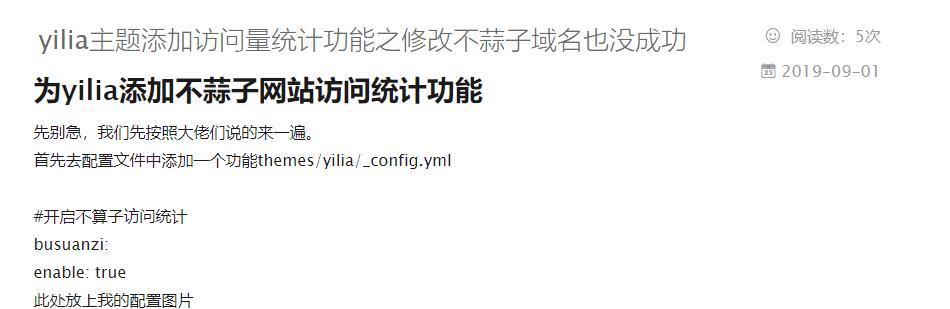 yilia主题添加访问量统计功能之修改不蒜子域名也没成功
阅读数：5次
2019-09-01
为yilia添加不蒜子网站访问统计功能
先别急，我们先按照大佬们说的来一遍。
首先去配置文件中添加一个功能themes/yilia/_config.yml
#开启不算子访问统计
busuanzi:
enable: true
此处放上我的配置图片